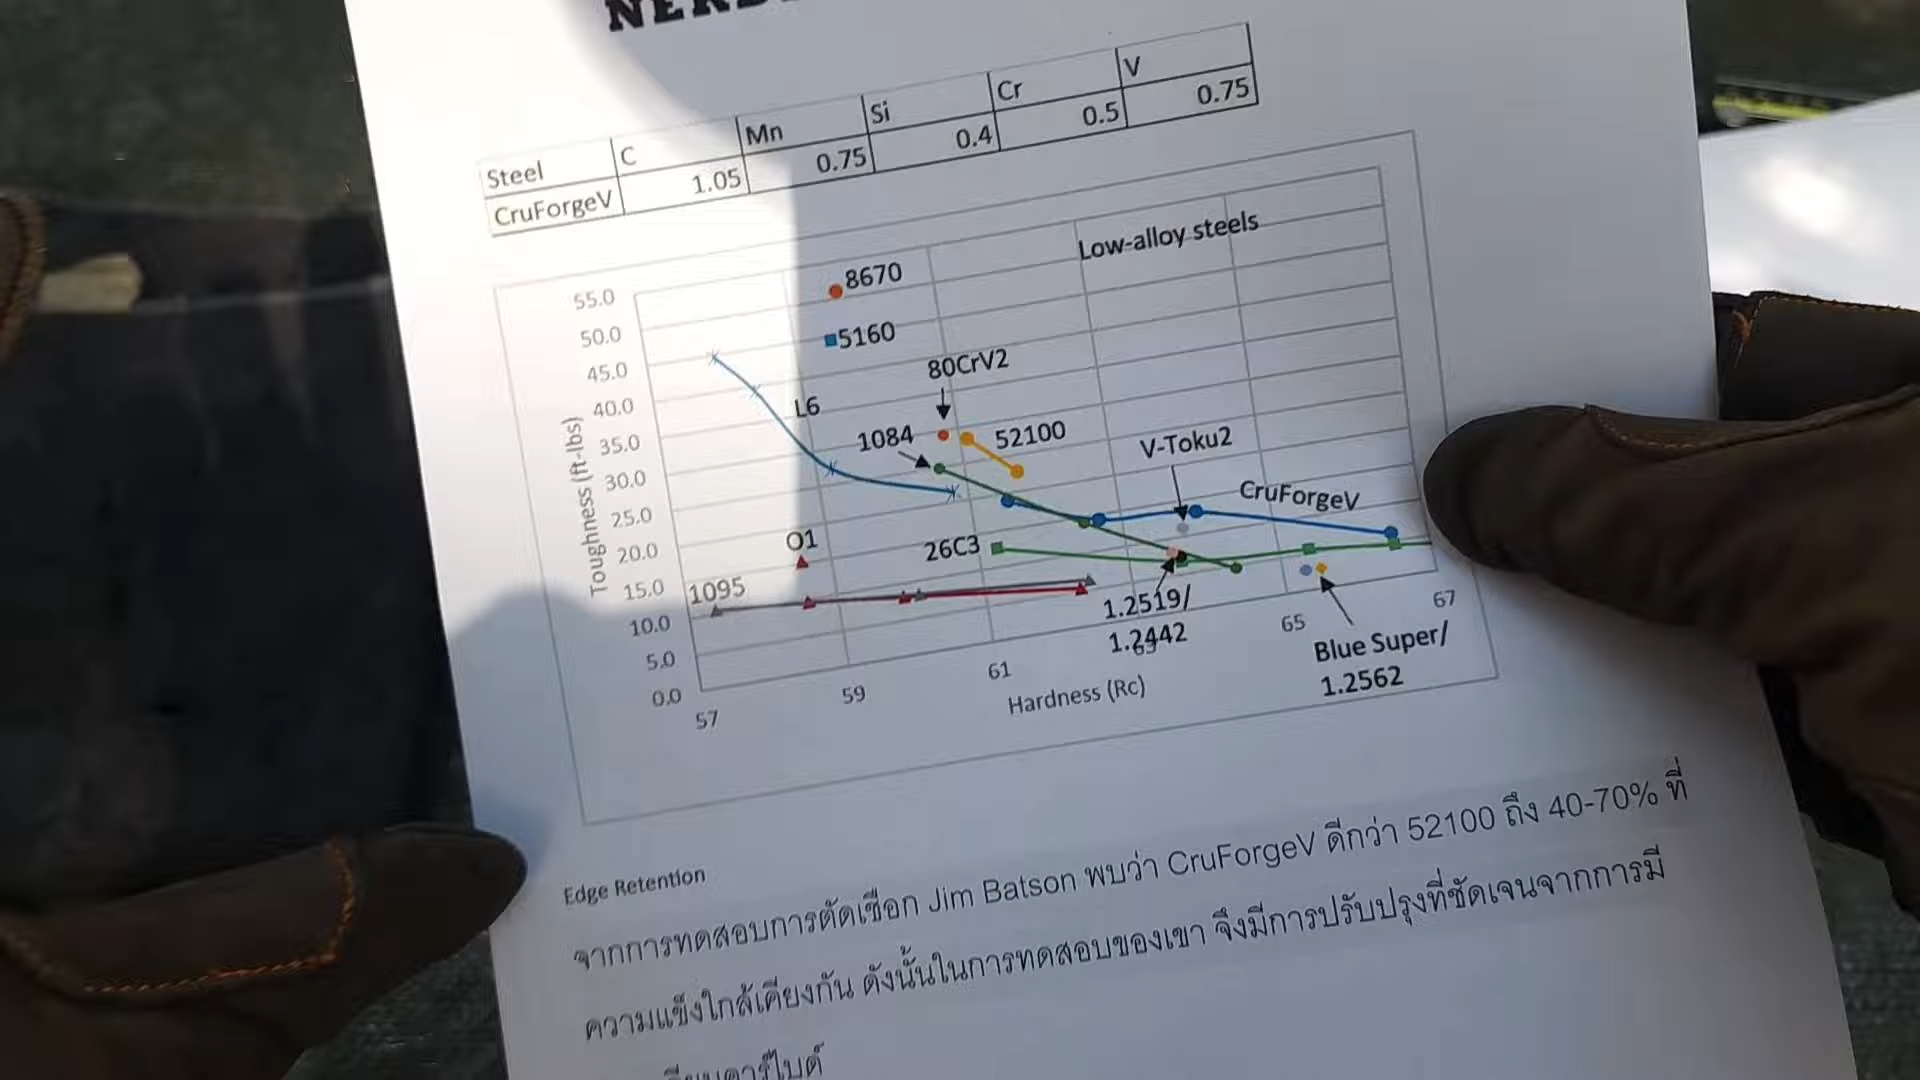 Steel C Mn Si Cr V
CruForgeV 1.05 0.75 0.4 0.5 0.75
Low-alloy steels
55.0
50.0
45.0
40.0
35.0
30.0
25.0
20.0
15.0
10.0
5.0
0.0
Toughness (ft-lbs)
8670
5160
80CrV2
L6
1084
52100
V-Toku2
CruForgeV
O1
26C3
1095
1.2519/
1.2442
Blue Super/
1.2562
57 59 61 65 67
Hardness (Rc)
Edge Retention
จากการทดสอบการตัดเชือก Jim Batson พบว่า CruForgeV ดีกว่า 52100 ถึง 40-70% ที่
ความแข็งใกล้เคียงกัน ดังนั้นในการทดสอบของเขา จึงมีการปรับปรุงที่ชัดเจนจากการมี